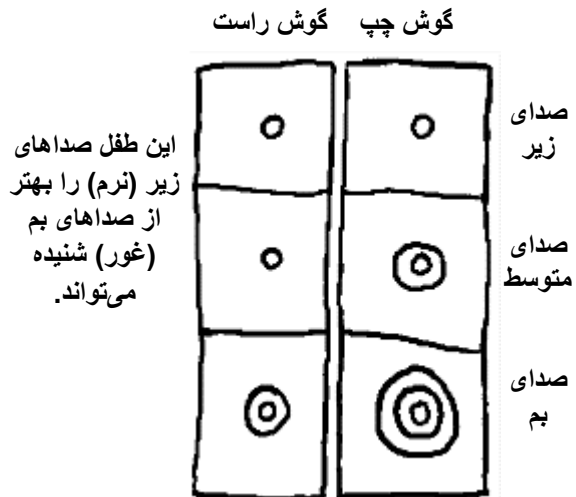 گوش راست گوش چپ
صدای
زیر
این طفل صداهای
زیر (نرم) را بهتر
از صداهای بم
(غور) شنیده
می‌تواند.
صدای
متوسط
صدای
بم